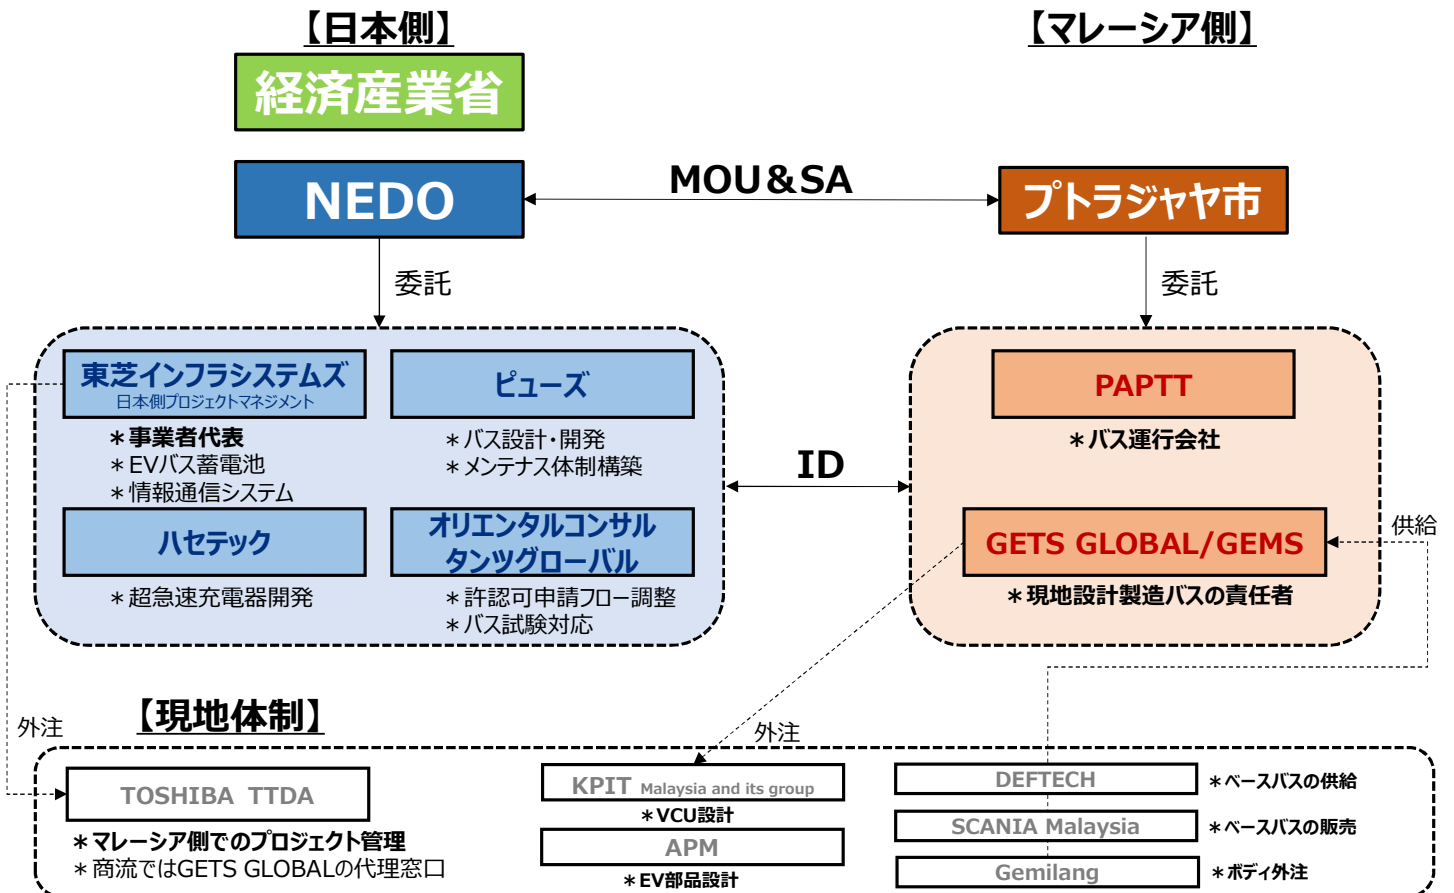 【日本側】
【マレーシア側】
経済産業省
NEDO
MOU&SA
プトラジャヤ市
委託
委託
東芝インフラシステムズ
日本側プロジェクトマネジメント
＊事業者代表
＊EVバス蓄電池
＊情報通信システム
ピューズ
＊バス設計・開発
＊メンテナス体制構築
ハセテック
＊超急速充電器開発
オリエンタルコンサル
タンツグローバル
＊許認可申請フロー調整
＊バス試験対応
ID
PAPTT
＊バス運行会社
GETS GLOBAL/GEMS
＊現地設計製造バスの責任者
供給
【現地体制】
外注
外注
TOSHIBA TTDA
＊マレーシア側でのプロジェクト管理
＊商流ではGETS GLOBALの代理窓口
KPIT Malaysia and its group
＊VCU設計
APM
＊EV部品設計
DEFTECH
＊ベースバスの供給
SCANIA Malaysia
＊ベースバスの販売
Gemilang
＊ボディ外注